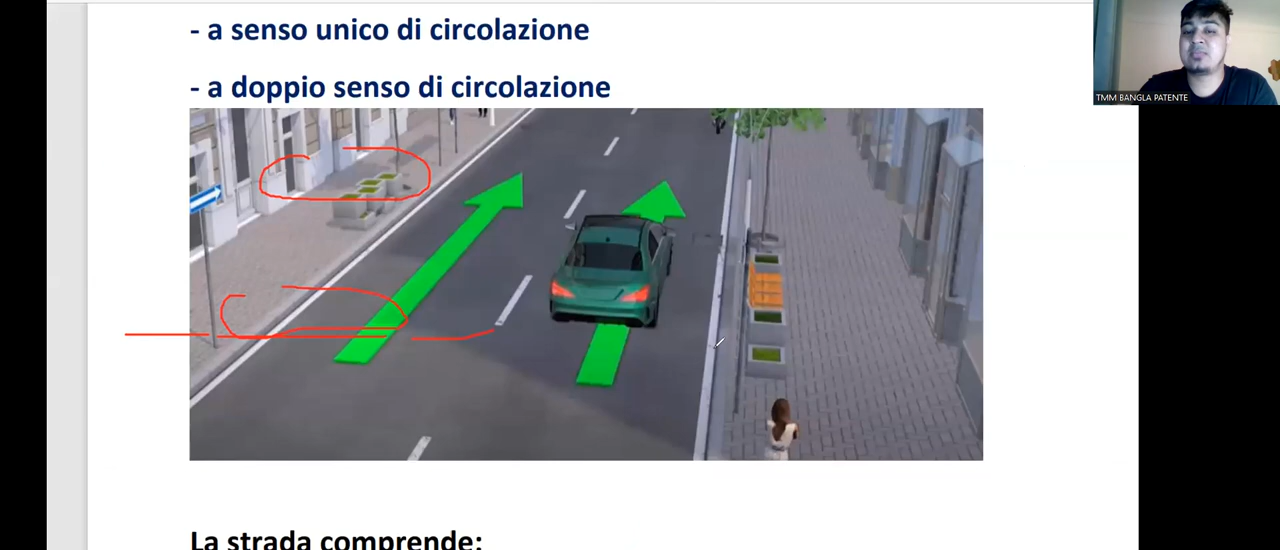 - a senso unico di circolazione
TMM BANGLA PATENTE
- a doppio senso di circolazione
La strada comprende: